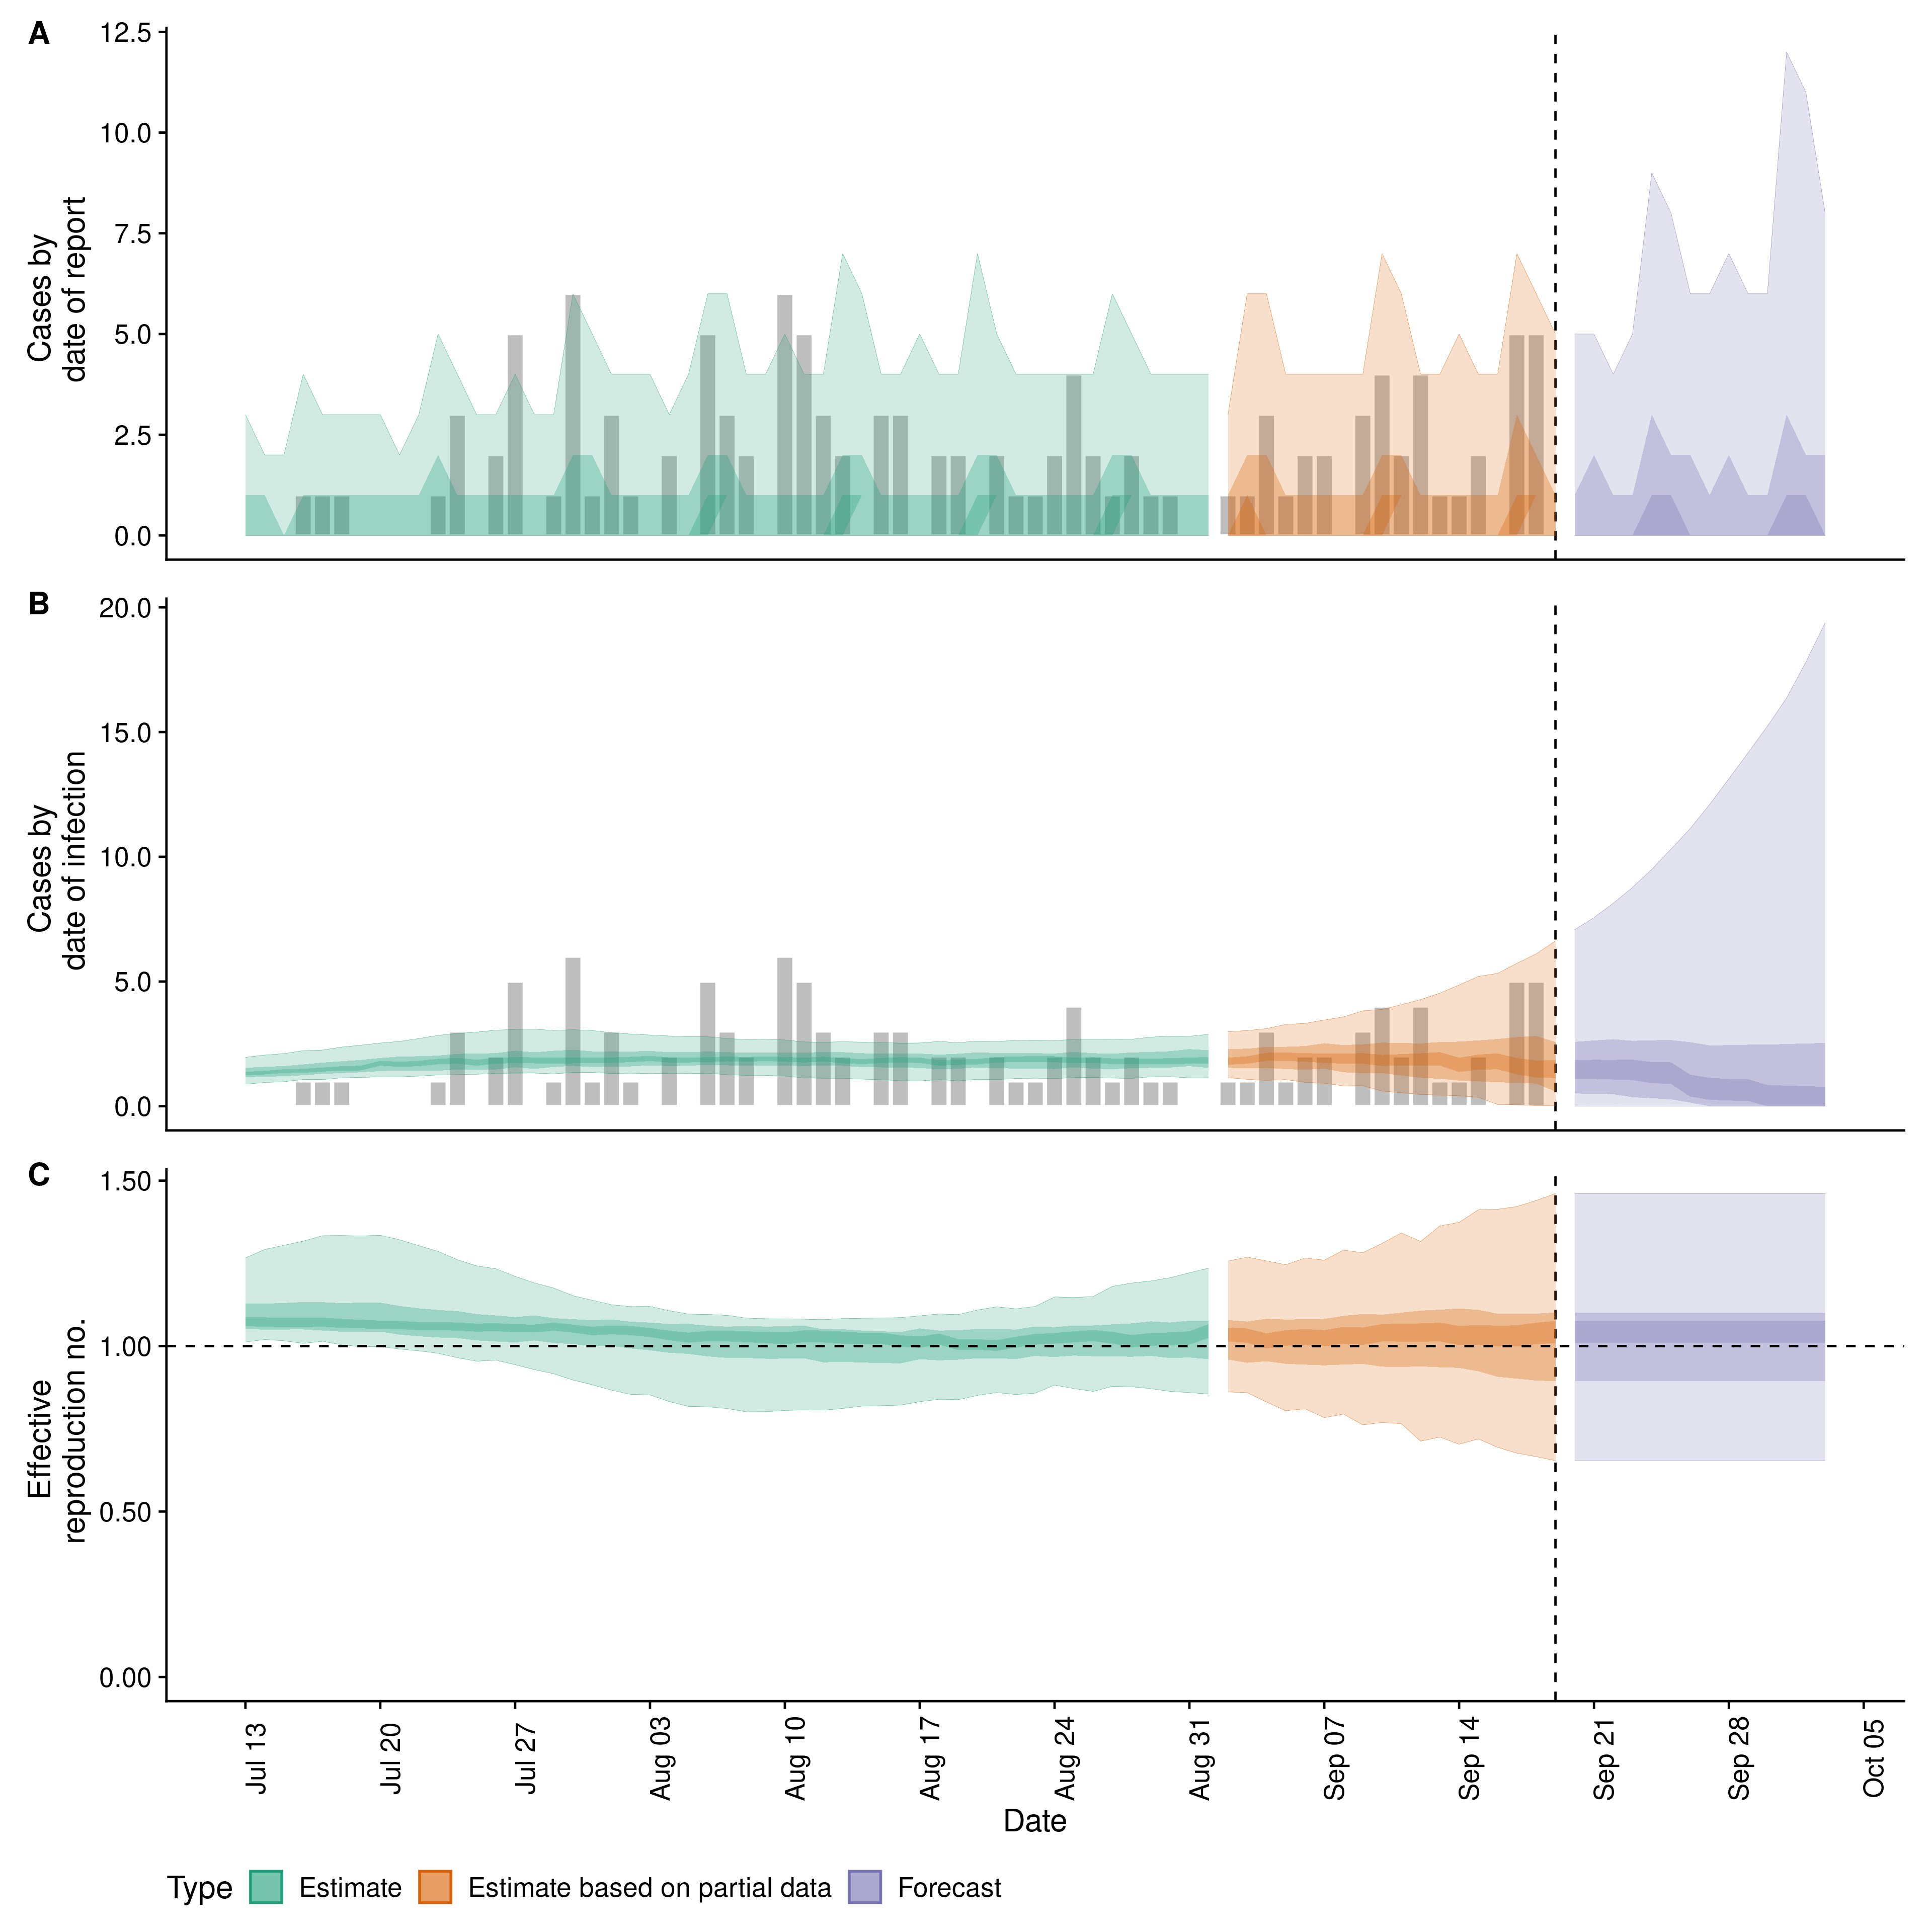 A
12.5
10.0
7.5
5.0
2.5
0.0
Cases by
date of report
B
20.0
15.0
10.0
5.0
0.0
Cases by
date of infection
C
1.50
1.00
0.50
0.00
Effective
reproduction no.
Jul 13
Jul 20
Jul 27
Aug 03
Aug 10
Aug 17
Aug 24
Aug 31
Sep 07
Sep 14
Sep 21
Sep 28
Oct 05
Date
Type Estimate Estimate based on partial data Forecast